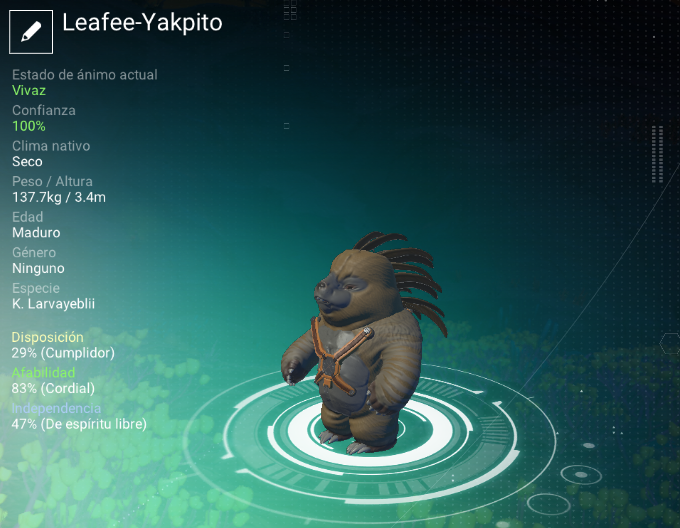 Leafee-Yakpito
Estado de ánimo actual
Vivaz
Confianza
100%
Clima nativo
Seco
Peso / Altura
137.7kg / 3.4m
Edad
Maduro
Género
Ninguno
Especie
K. Larvayeblii
Disposición
29% (Cumplidor)
Afabilidad
83% (Cordial)
Independencia
47% (De espíritu libre)